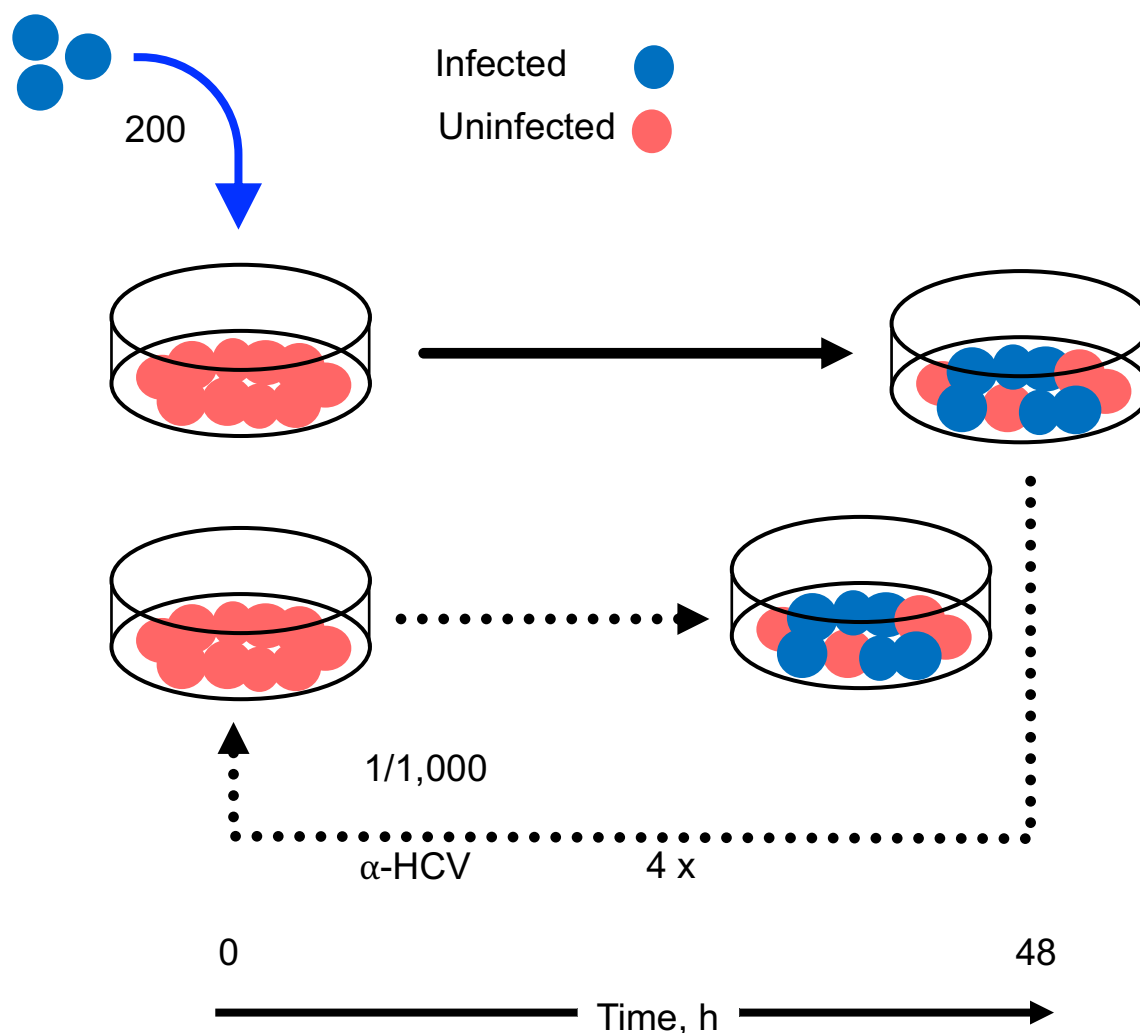 Infected
200
Uninfected
1/1,000
α-HCV
4 x
0
48
Time, h